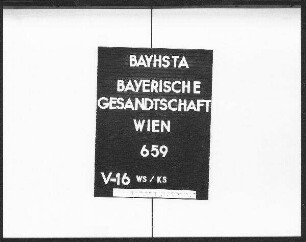 BAYHSTA
BAYERISCHE
GESANDTSCHAFT
WIEN
659
V-16 WS/KS